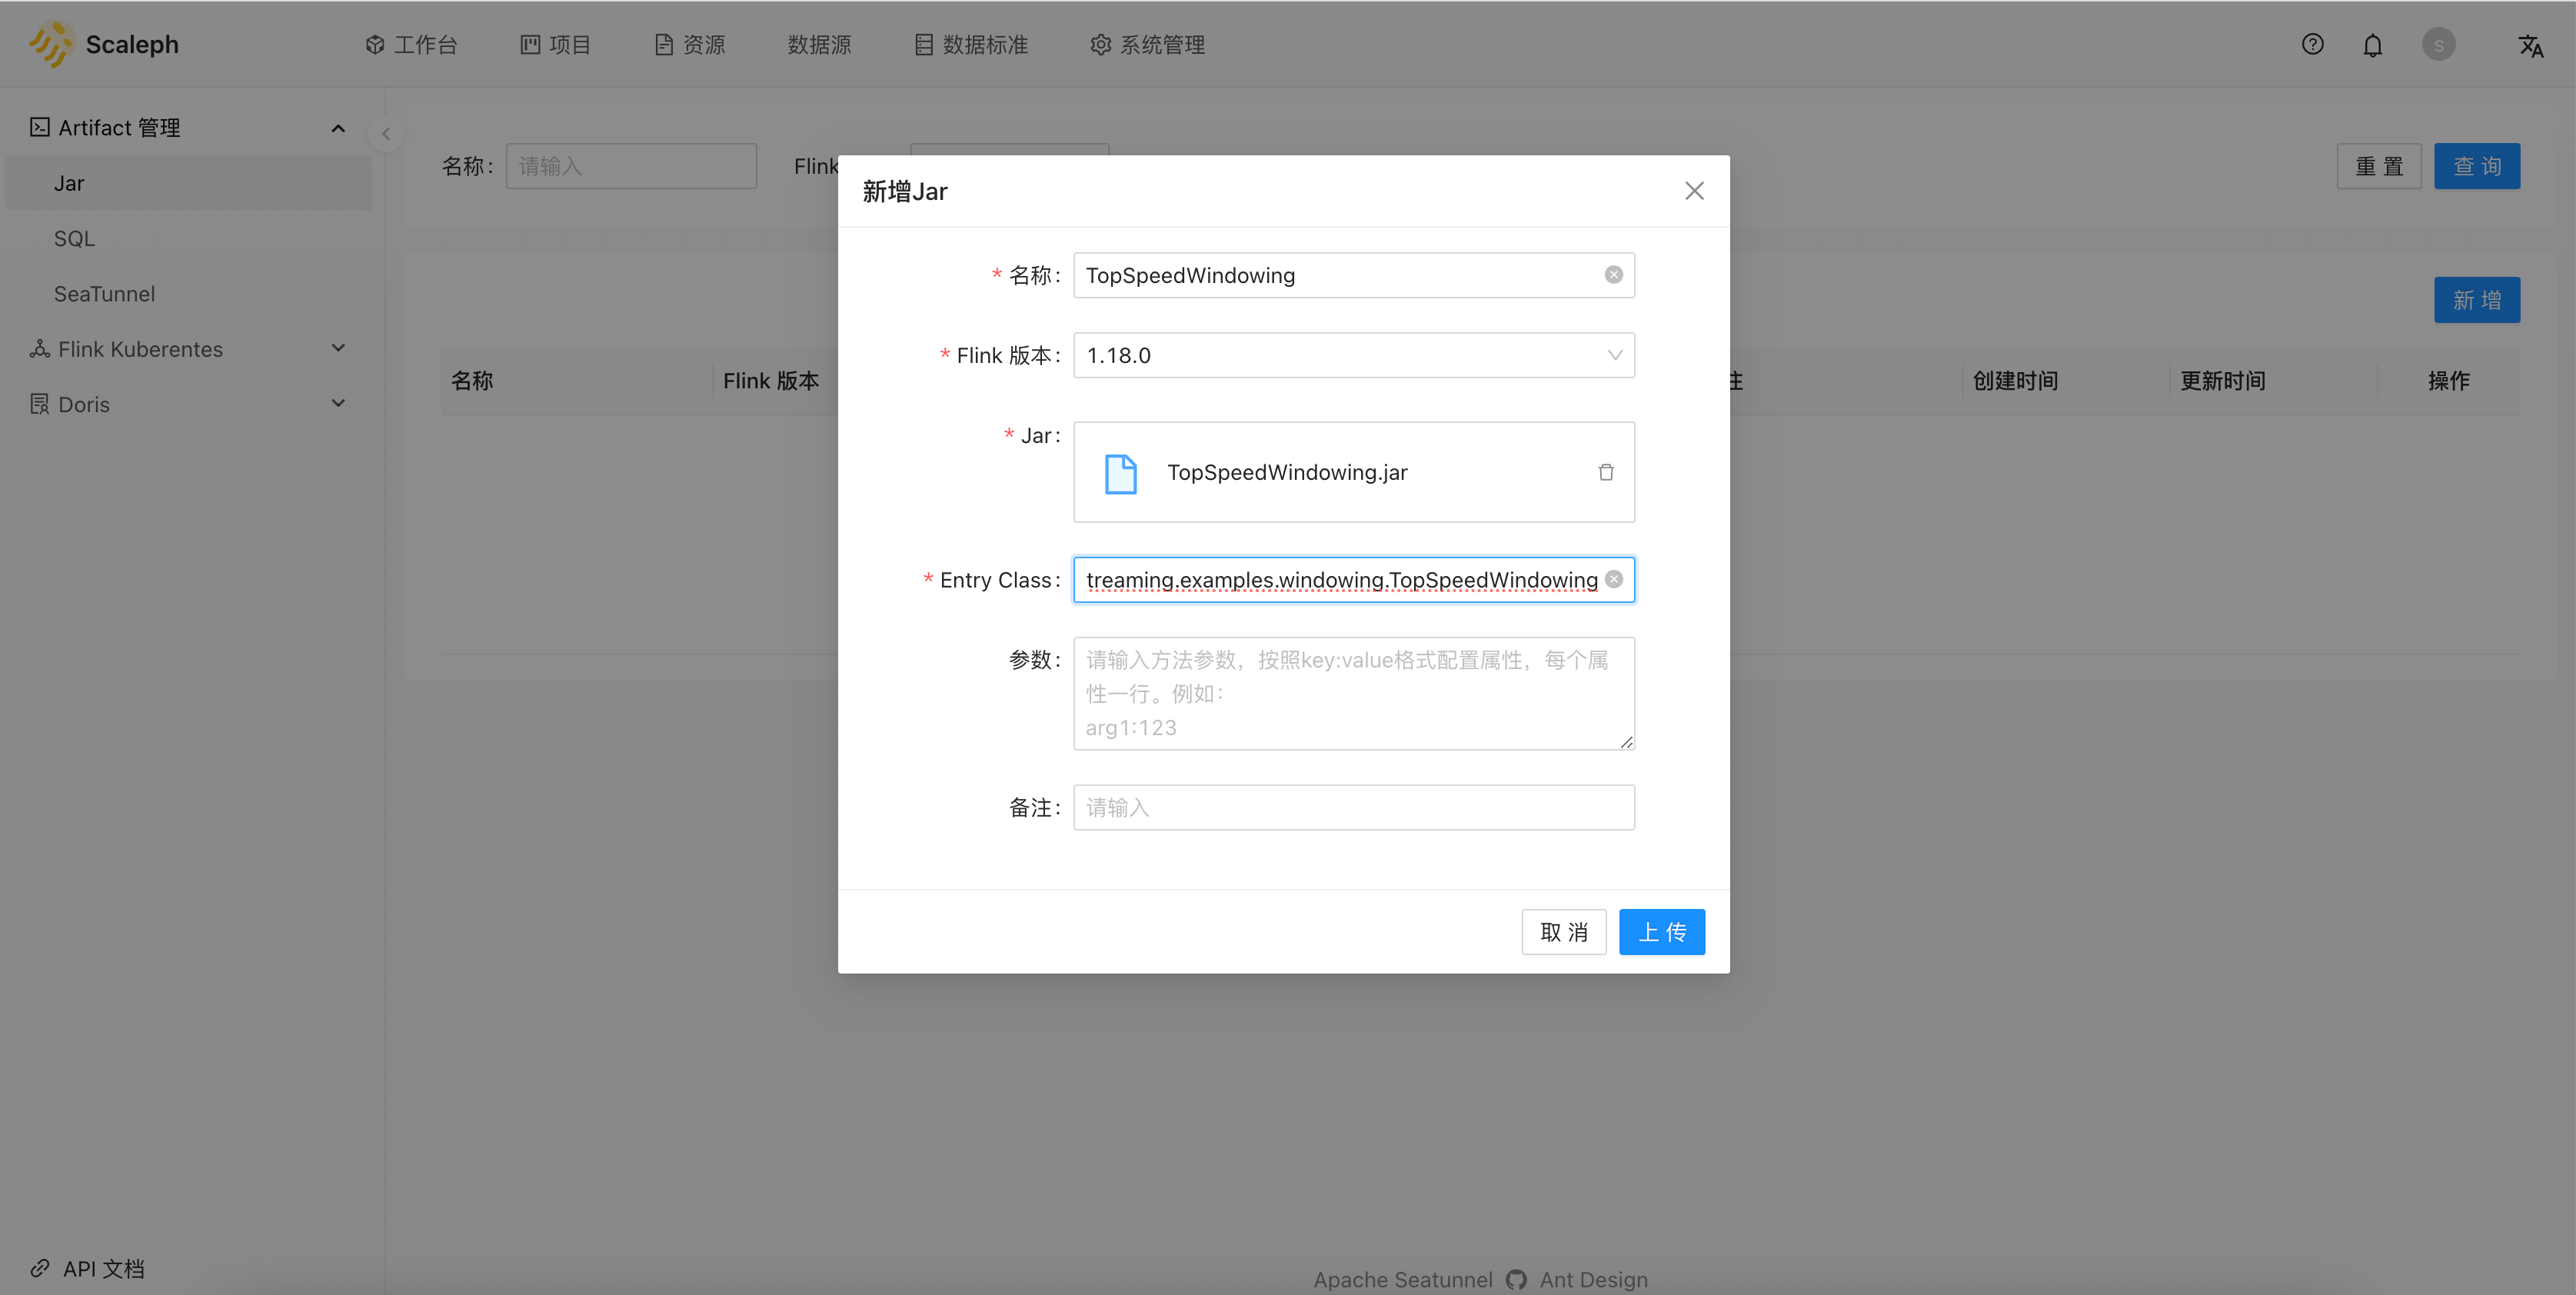 Scaleph
工作台
项目
资源
数据源
数据标准
系统管理
S
Artifact 管理
Jar
SQL
SeaTunnel
Flink Kuberentes
Doris
API 文档
名称:
请输入
Flink
重 置
查 询
新 增
名称
Flink 版本
注
创建时间
更新时间
操作
新增Jar
* 名称:
TopSpeedWindowing
* Flink 版本:
1.18.0
* Jar:
TopSpeedWindowing.jar
* Entry Class:
treaming.examples.windowing.TopSpeedWindowing
参数:
请输入方法参数，按照key:value格式配置属性，每个属
性一行。例如：
arg1:123
备注:
请输入
取 消
上 传
Apache Seatunnel
Ant Design